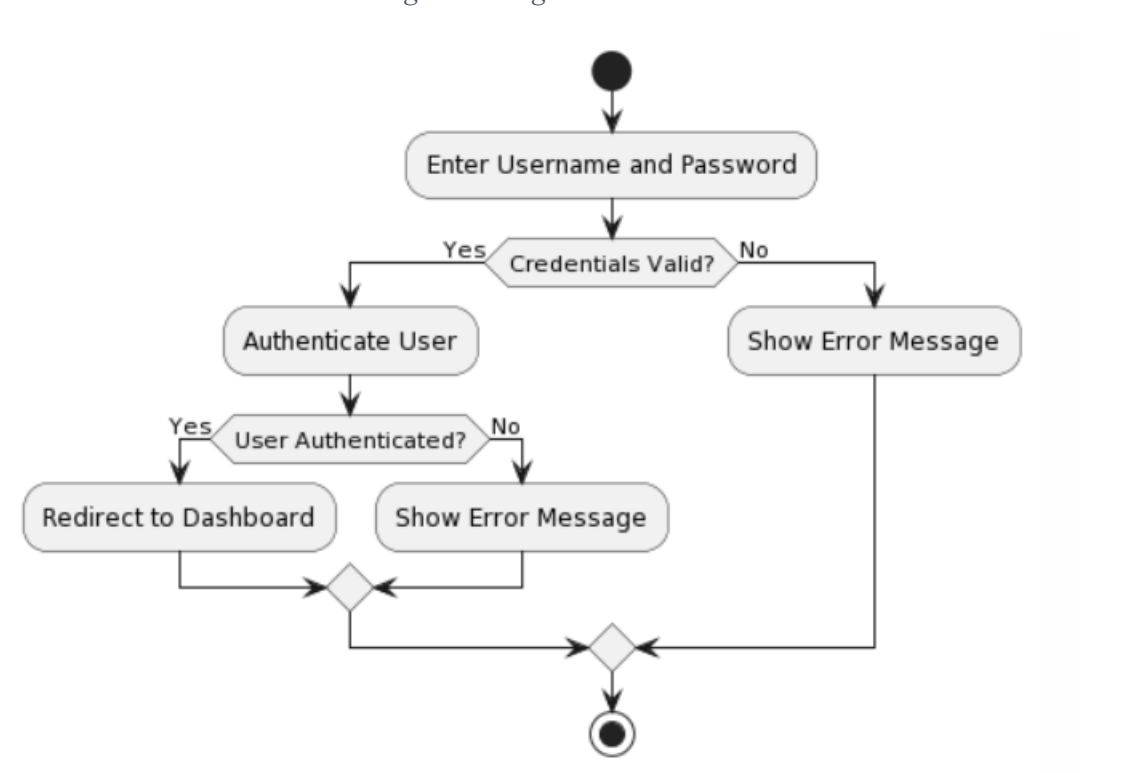 Enter Username and Password
Yes
Credentials Valid?
No
Authenticate User
Show Error Message
Yes
User Authenticated?
No
Redirect to Dashboard
Show Error Message